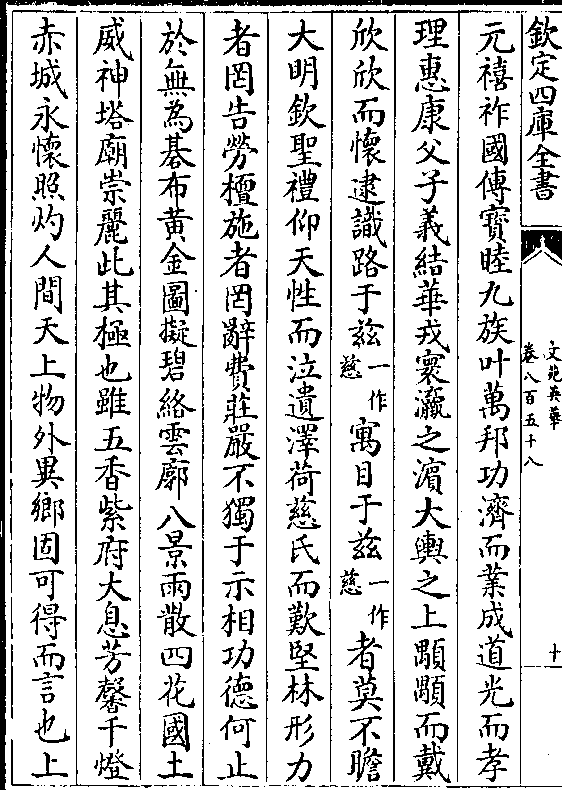 欽定四庫全書
文苑英華
卷八百五十八
十
元禧祚國傳寳睦九族叶萬邦功濟而業成道光而孝
理惠康父子義結華戎寰瀛之濵大輿之上顒顒而戴
欣欣而懷逮識路于兹一作慈寓目于兹一作慈者莫不瞻
大明欽聖禮仰天性而泣遺澤荷慈氏而歎堅林形力
者罔告勞檀施者罔辭費莊嚴不獨于示相功德何止
於無為碁布黄金圖擬碧絡雲廓八景雨散四花國土
威神塔廟崇麗此其極也雖五香紫府大息芳馨千燈
赤城永懷照灼人間天上物外異鄉固可得而言也上